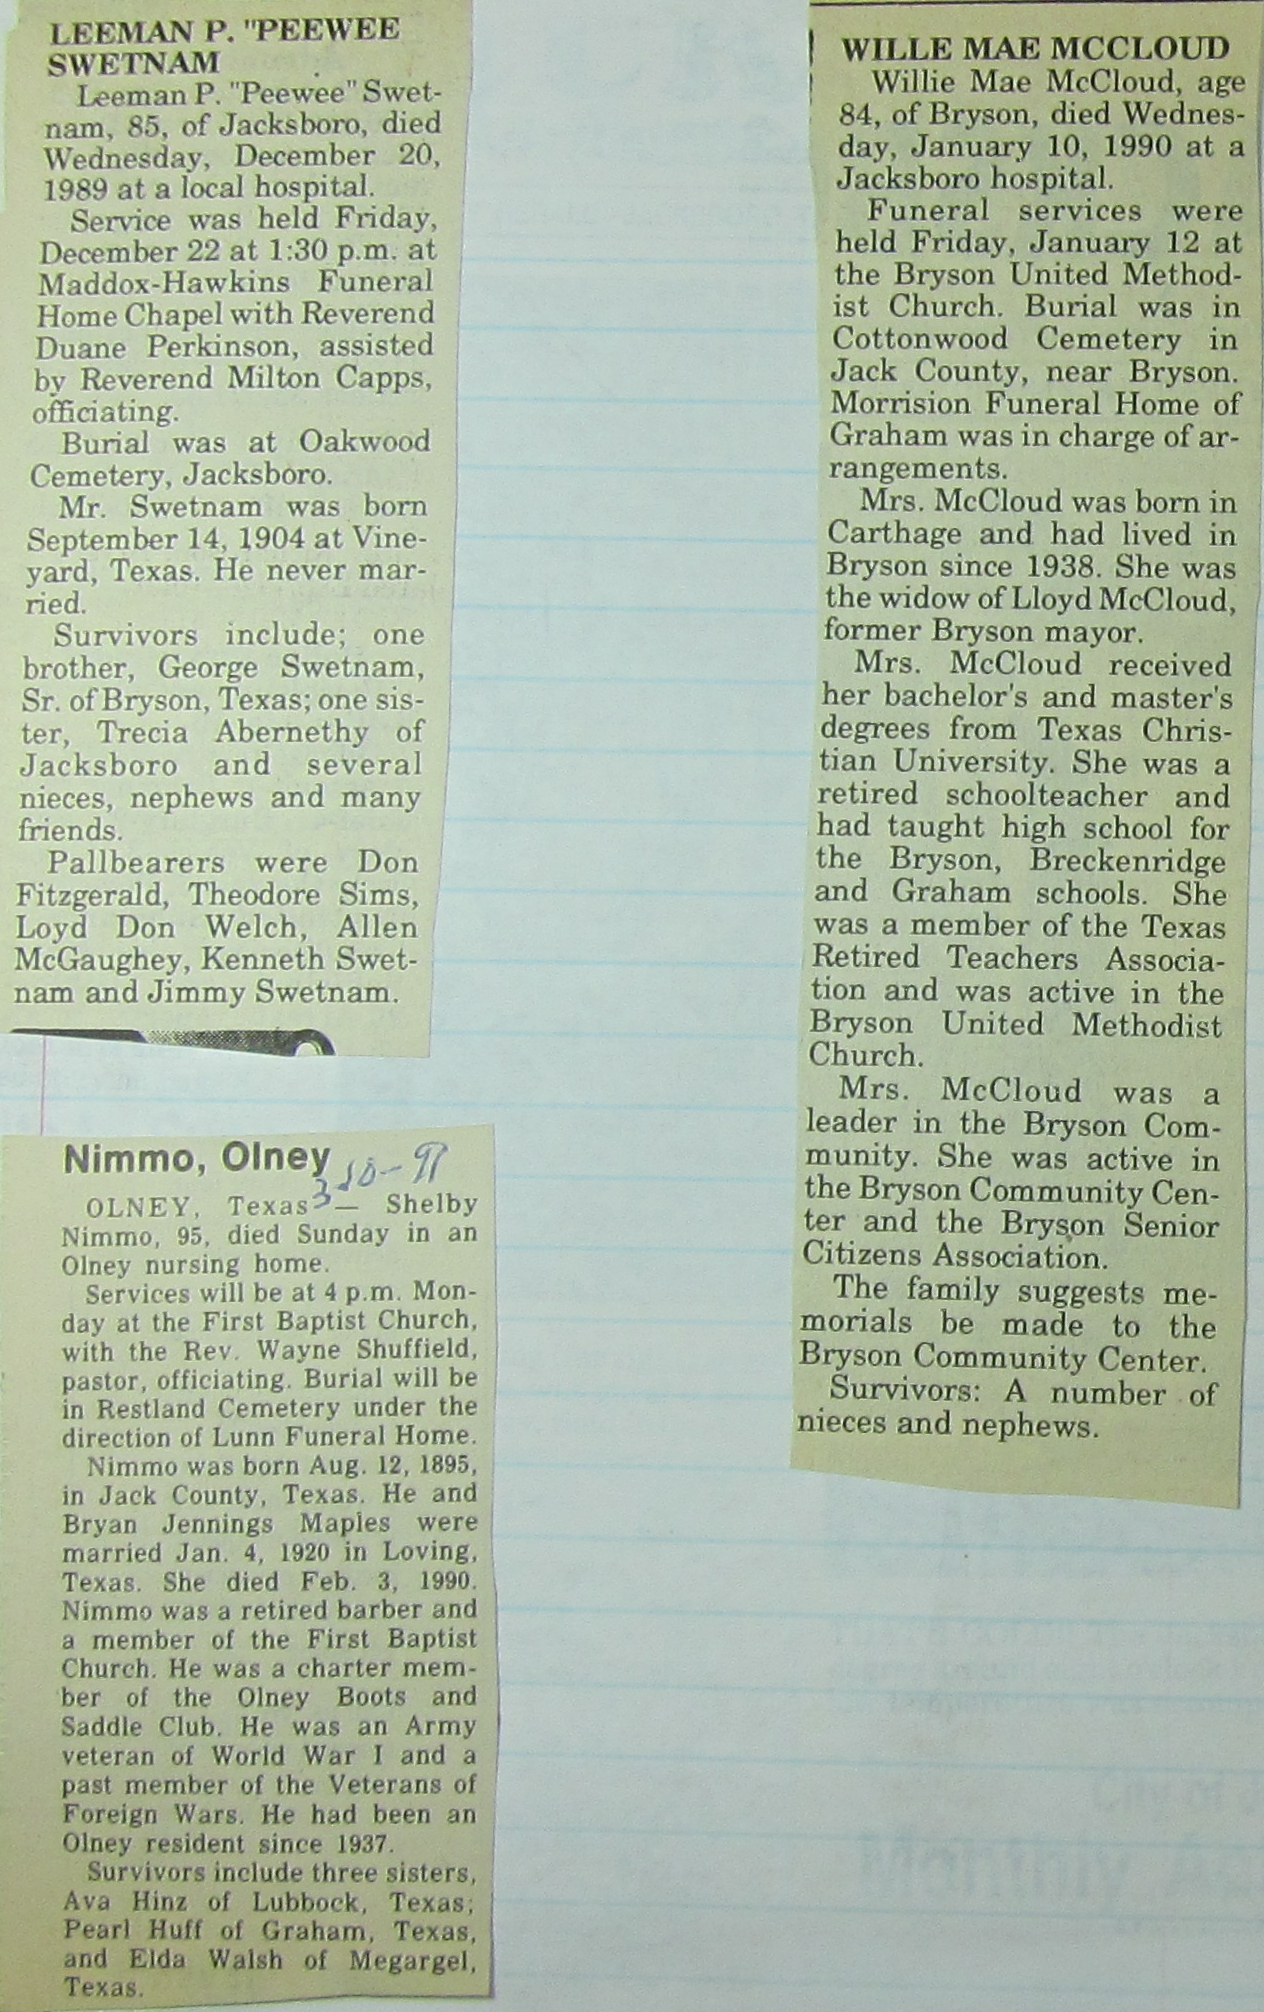 LEEMAN P. "PEEWEE
SWETNAM
Leeman P. "Peewee" Swet-
nam, 85, of Jacksboro, died
Wednesday, December 20,
1989 at a local hospital.
Service was held Friday,
December 22 at 1:30 p.m. at
Maddox-Hawkins Funeral
Home Chapel with Reverend
Duane Perkinson, assisted
by Reverend Milton Capps,
officiating.
Burial was at Oakwood
Cemetery, Jacksboro.
Mr. Swetnam was born
September 14, 1904 at Vine-
yard, Texas. He never mar-
ried.
Survivors include; one
brother, George Swetnam,
Sr. of Bryson, Texas; one sis-
ter, Trecia Abernethy of
Jacksboro and several
nieces, nephews and many
friends.
Pallbearers were Don
Fitzgerald, Theodore Sims,
Loyd Don Welch, Allen
McGaughey, Kenneth Swet-
nam and Jimmy Swetnam.
Nimmo, Olney
OLNEY, Texas — Shelby
Nimmo, 95, died Sunday in an
Olney nursing home.
Services will be at 4 p.m. Mon-
day at the First Baptist Church,
with the Rev. Wayne Shuffield,
pastor, officiating. Burial will be
in Restland Cemetery under the
direction of Lunn Funeral Home.
Nimmo was born Aug. 12, 1895,
in Jack County, Texas. He and
Bryan Jennings Maples were
married Jan. 4, 1920 in Loving,
Texas. She died Feb. 3, 1990.
Nimmo was a retired barber and
a member of the First Baptist
Church. He was a charter mem-
ber of the Olney Boots and
Saddle Club. He was an Army
veteran of World War I and a
past member of the Veterans of
Foreign Wars. He had been an
Olney resident since 1937.
Survivors include three sisters,
Ava Hinz of Lubbock, Texas;
Pearl Huff of Graham, Texas,
and Elda Walsh of Megargel,
Texas.
WILLE MAE MCCLOUD
Willie Mae McCloud, age
84, of Bryson, died Wednes-
day, January 10, 1990 at a
Jacksboro hospital.
Funeral services were
held Friday, January 12 at
the Bryson United Method-
ist Church. Burial was in
Cottonwood Cemetery in
Jack County, near Bryson.
Morrision Funeral Home of
Graham was in charge of ar-
rangements.
Mrs. McCloud was born in
Carthage and had lived in
Bryson since 1938. She was
the widow of Lloyd McCloud,
former Bryson mayor.
Mrs. McCloud received
her bachelor's and master's
degrees from Texas Chris-
tian University. She was a
retired schoolteacher and
had taught high school for
the Bryson, Breckenridge
and Graham schools. She
was a member of the Texas
Retired Teachers Associa-
tion and was active in the
Bryson United Methodist
Church.
Mrs. McCloud was a
leader in the Bryson Com-
munity. She was active in
the Bryson Community Cen-
ter and the Bryson Senior
Citizens Association.
The family suggests me-
morials be made to the
Bryson Community Center.
Survivors: A number of
nieces and nephews.